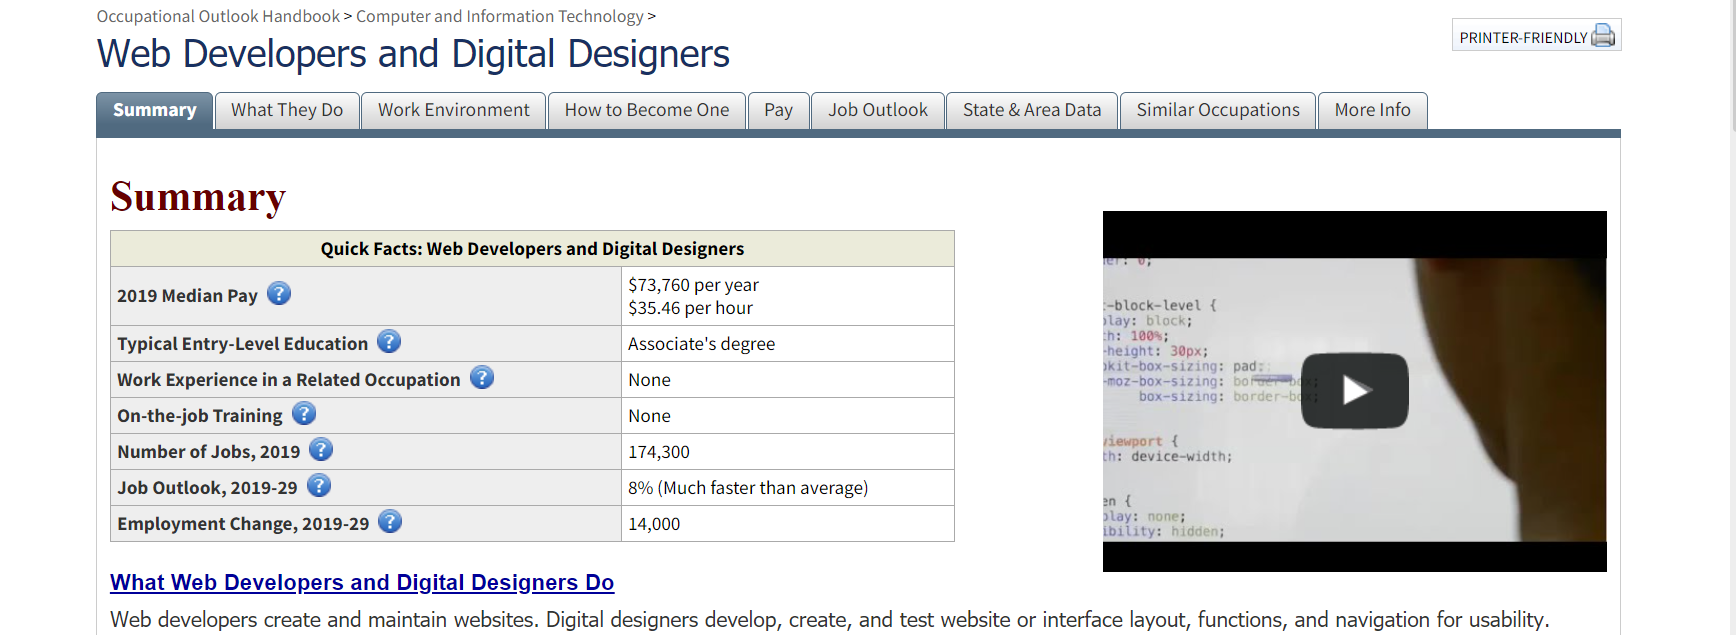 Occupational Outlook Handbook > Computer and Information Technology >
Web Developers and Digital Designers
PRINTER-FRIENDLY
Summary
What They Do
Work Environment
How to Become One
Pay
Job Outlook
State & Area Data
Similar Occupations
More Info
Summary
Quick Facts: Web Developers and Digital Designers
2019 Median Pay ? $73,760 per year
$35.46 per hour
Typical Entry-Level Education ? Associate's degree
Work Experience in a Related Occupation ? None
On-the-job Training ? None
Number of Jobs, 2019 ? 174,300
Job Outlook, 2019-29 ? 8% (Much faster than average)
Employment Change, 2019-29 ? 14,000
-block-level {
block;
100%;
height: 30px;
-box-sizing:
-moz-box-sizing:
box-sizing: border-
viewport {
device-width;
{
none;
hidden;
What Web Developers and Digital Designers Do
Web developers create and maintain websites. Digital designers develop, create, and test website or interface layout, functions, and navigation for usability.